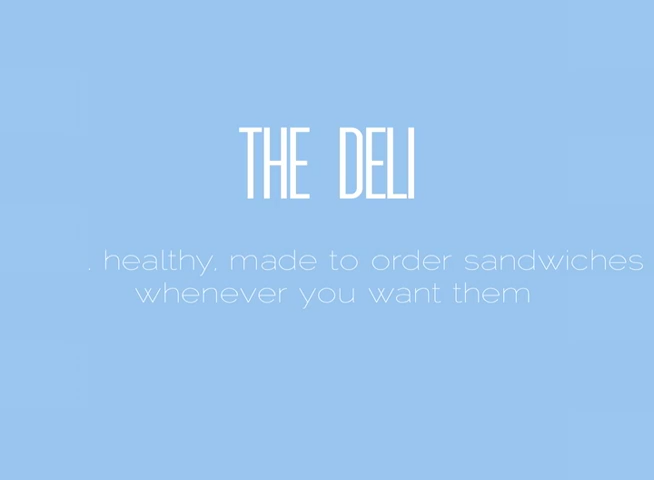 THE DELI
. healthy, made to order sandwiches
whenever you want them